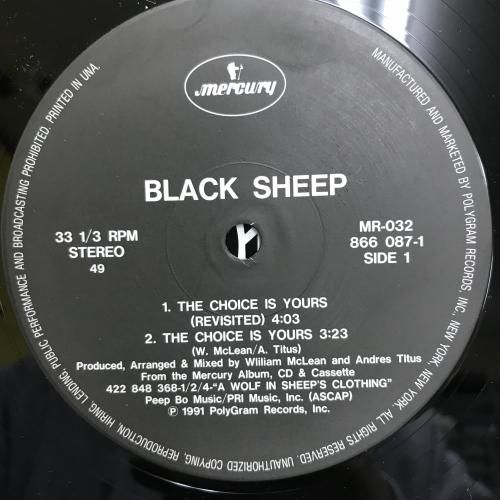 mercury
BLACK SHEEP
33 1/3 RPM
STEREO
49
MR-032
866 087-1
SIDE 1
1. THE CHOICE IS YOURS
(REVISITED) 4:03
2. THE CHOICE IS YOURS 3:23
(W. McLean/A. Titus)
Produced, Arranged & Mixed by Wiiliam McLean and Andres TItus
From the Mercury Album, CD & Cassette
422 848 368-1/2/4-"A WOLF IN SHEEP'S CLOTHING"
Peep Bo Music/PRI Music, Inc. (ASCAP)
℗ 1991 PolyGram Records, Inc.
MANUFACTURED AND MARKETED BY POLYGRAM RECORDS, INC. NEW YORK, NEW YORK. ALL RIGHTS RESERVED. UNAUTHORIZED COPYING, REPRODUCTION, HIRING, LENDING, PUBLIC PERFORMANCE AND BROADCASTING PROHIBITED. PRINTED IN U.S.A.